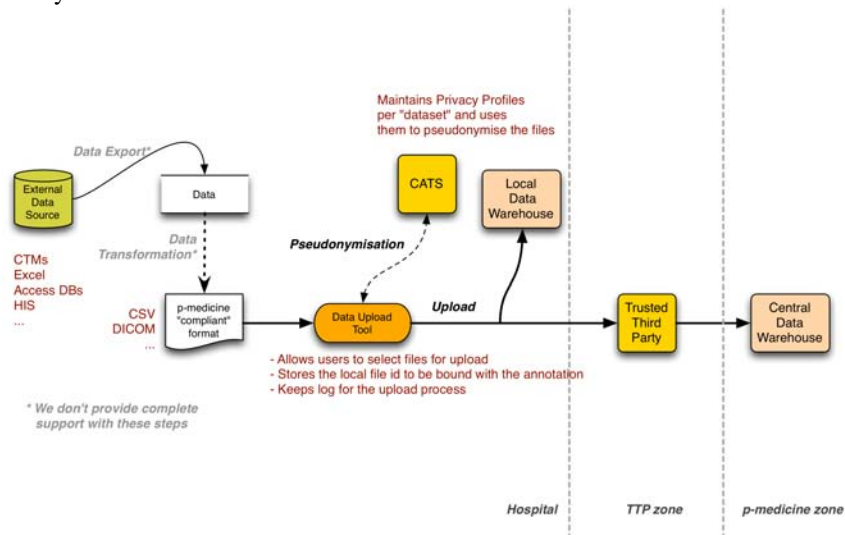 Maintains Privacy Profiles
per "dataset" and uses
them to pseudonymise the files
Data Export*
External
Data
Source
Data
CATS
Local
Data
Warehouse
Data
Transformation*
Pseudonymisation
CTMs
Excel
Access DBs
HIS
...
CSV
DICOM
...
p-medicine
"compliant"
format
Data Upload
Tool
Upload
Trusted
Third
Party
Central
Data
Warehouse
- Allows users to select files for upload
- Stores the local file id to be bound with the annotation
- Keeps log for the upload process
* We don't provide complete
support with these steps
Hospital
TTP zone
p-medicine zone